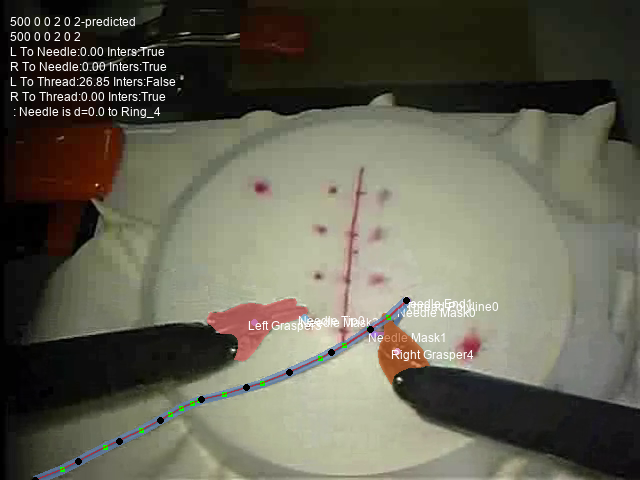 500 0 0 2 0 2-predicted
500 0 0 2 0 2
L To Needle:0.00 Inters:True
R To Needle:0.00 Inters:True
L To Thread:26.85 Inters:False
R To Thread:0.00 Inters:True
: Needle is d=0.0 to Ring_4
Needle Mask0
Left Grasper3
Needle Mask1
Right Grasper4